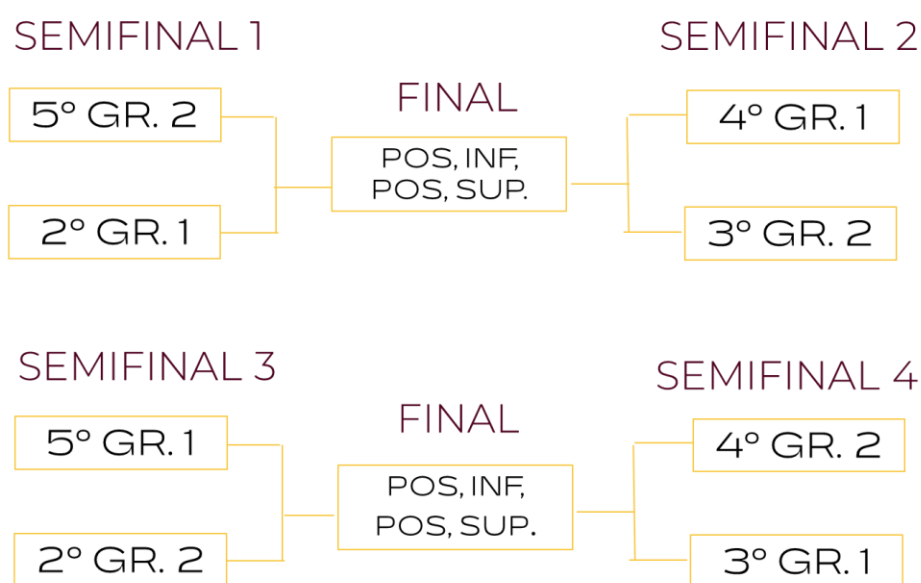 SEMIFINAL 1
SEMIFINAL 2
5º GR. 2
FINAL
4º GR. 1
POS, INF,
POS, SUP.
2º GR. 1
3º GR. 2
SEMIFINAL 3
SEMIFINAL 4
5º GR. 1
FINAL
4º GR. 2
POS, INF,
POS, SUP.
2º GR. 2
3º GR. 1